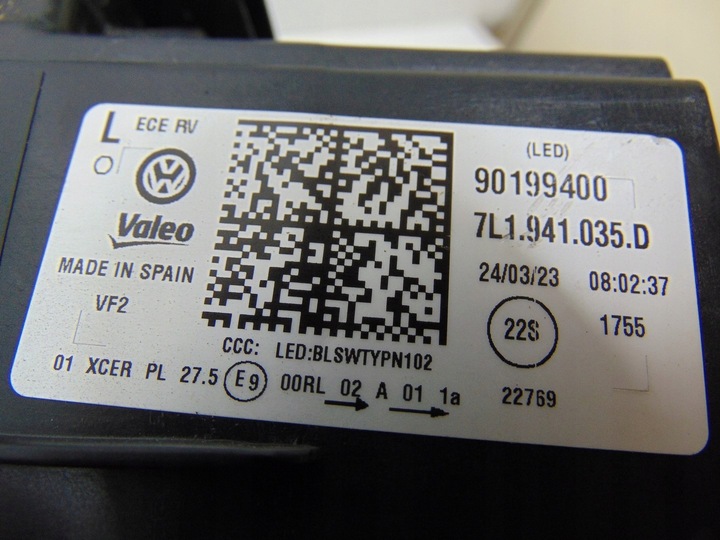 L ECE RV
VW
Valeo
MADE IN SPAIN
VF2
(LED)
90199400
7L1.941.035.D
24/03/23 08:02:37
22S 1755
CCC: LED:BLSWTYPN102
01 XCER PL 27.5 E9 00RL 02 A 01 1a
22769